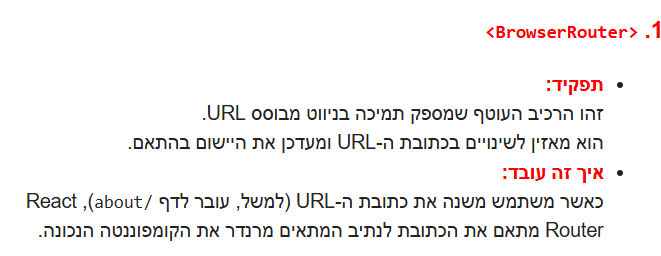 1. <BrowserRouter>
• תפקיד:
זהו הרכיב העוטף שמספק תמיכה בניווט מבוסס URL.
הוא מאזין לשינויים בכתובת ה-URL ומעדכן את היישום בהתאם.
• איך זה עובד:
כאשר משתמש משנה את כתובת ה-URL (למשל, עובר לדף /about), React
Router מתאם את הכתובת לנתיב המתאים מרנדר את הקומפוננטה הנכונה.